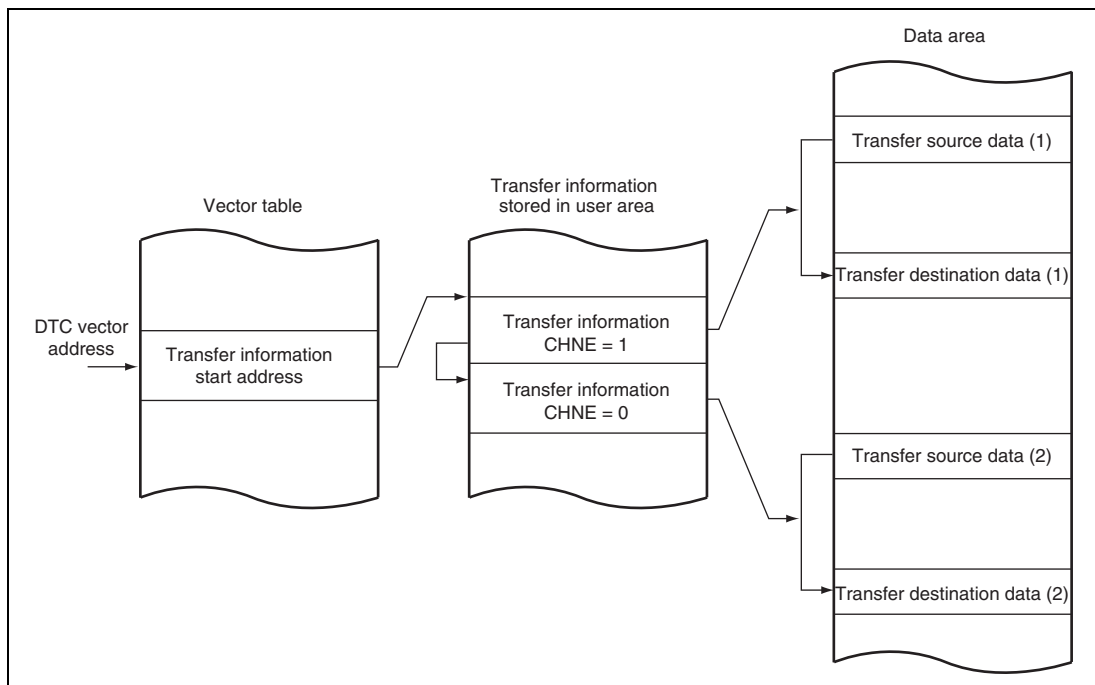 Data area
Transfer source data (1)
Transfer destination data (1)
Transfer source data (2)
Transfer destination data (2)
Transfer information
stored in user area
Transfer information
CHNE = 1
Transfer information
CHNE = 0
Vector table
DTC vector
address
Transfer information
start address